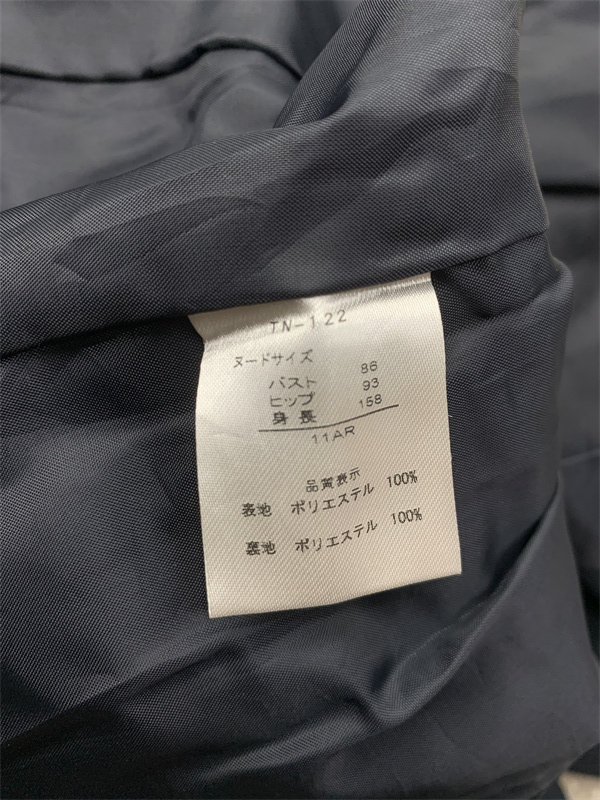 TN-122
ヌードサイズ
バスト 86
ヒップ 93
身長 158
11AR
品質表示
表地 ポリエステル 100%
裏地 ポリエステル 100%